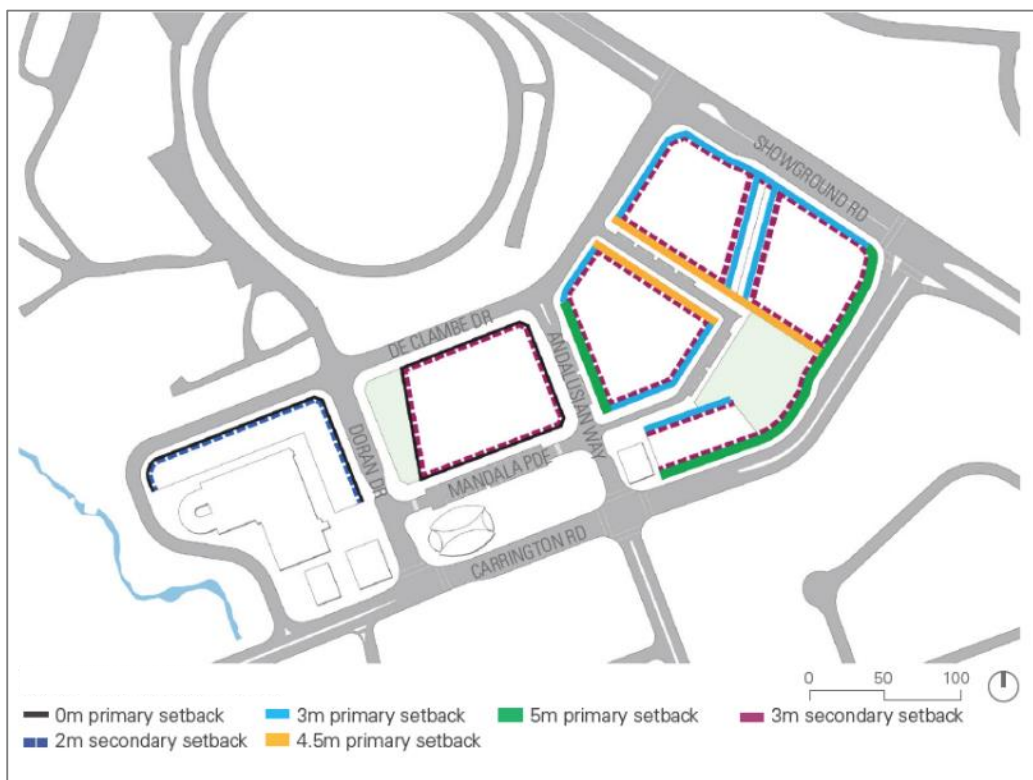 SHOWGROUND RD
DE CLAMBE DR
ANDALUSIAN WAY
DORAN DR
MANDALA PDE
CARRINGTON RD
0 50 100
0m primary setback 3m primary setback 5m primary setback 3m secondary setback
2m secondary setback 4.5m primary setback